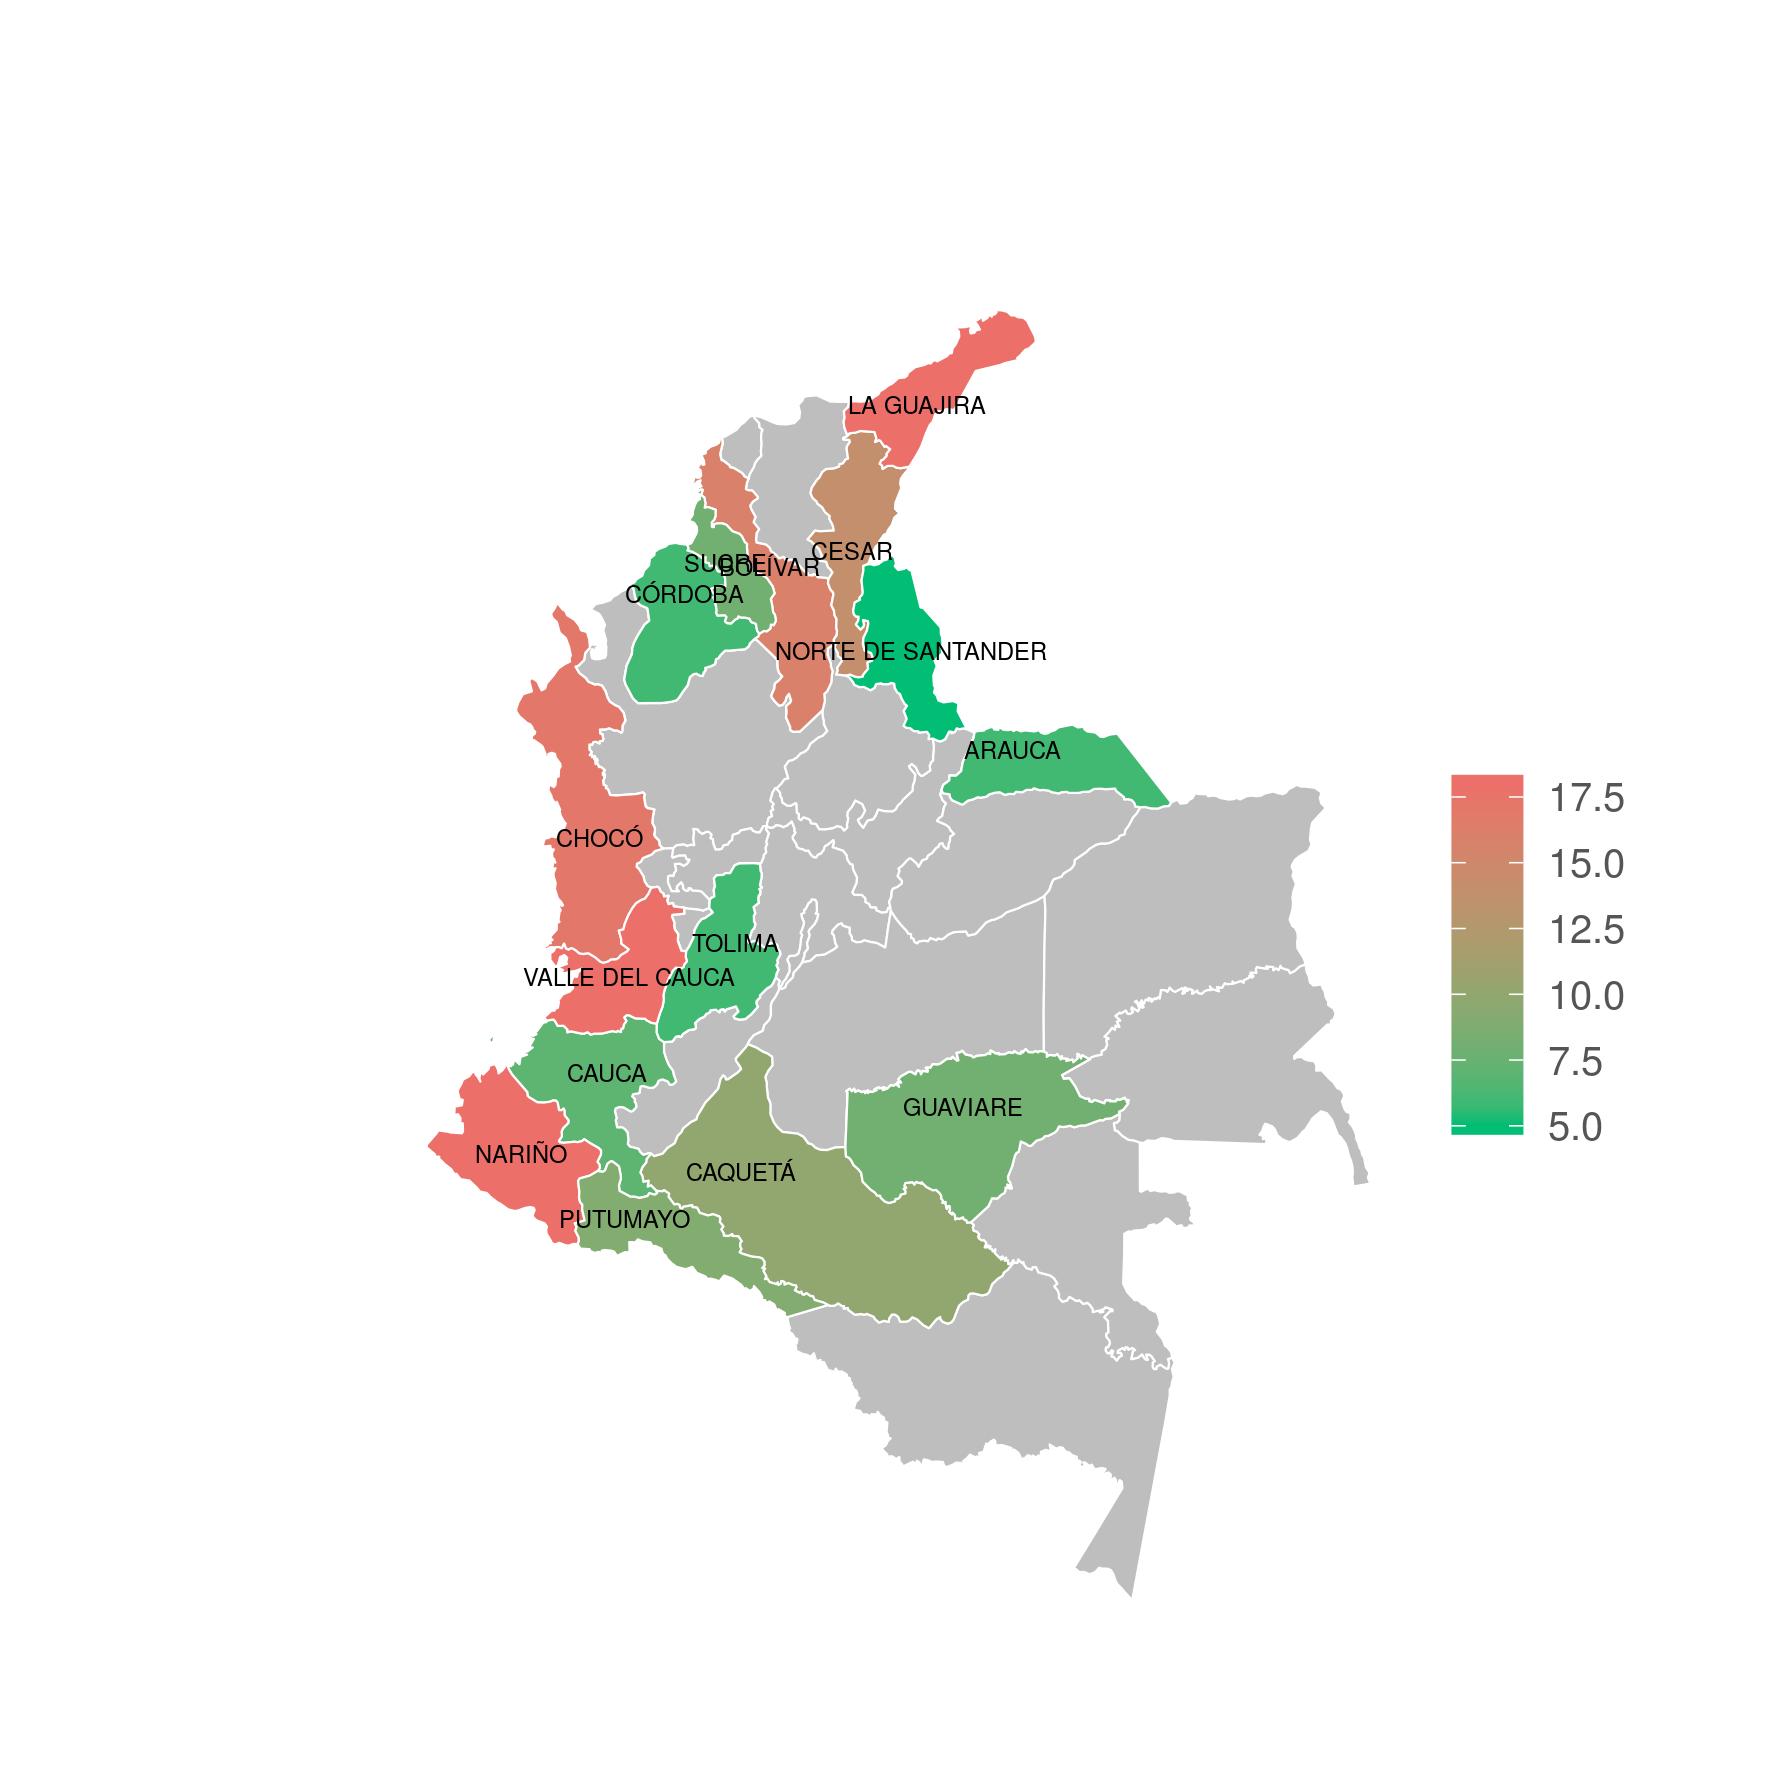 LA GUAJIRA
CESAR
SUCRE
BOLÍVAR
CÓRDOBA
NORTE DE SANTANDER
ARAUCA
CHOCÓ
TOLIMA
VALLE DEL CAUCA
CAUCA
GUAVIARE
NARIÑO
CAQUETÁ
PUTUMAYO
17.5
15.0
12.5
10.0
7.5
5.0